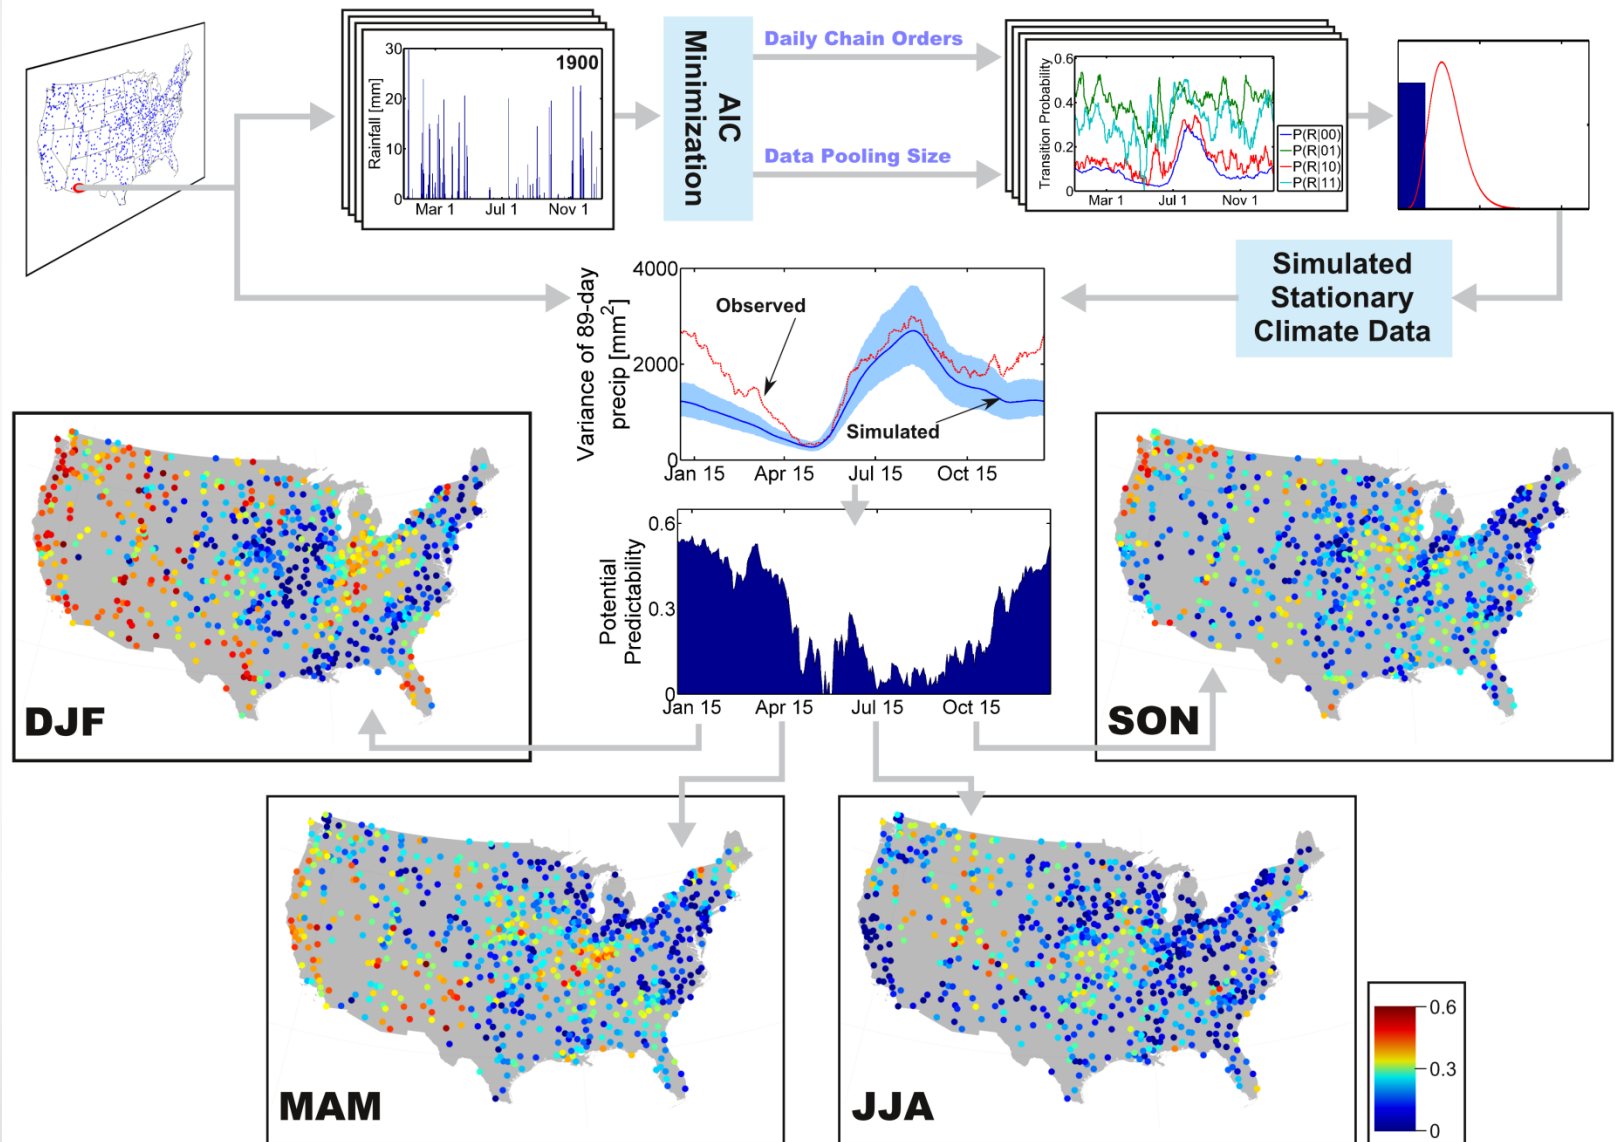 30
20
10
0
Rainfall [mm]
1900
Mar 1
Jul 1
Nov 1
AIC
Minimization
Daily Chain Orders
Data Pooling Size
0.6
0.4
0.2
0
Transition Probability
P(R|00)
P(R|01)
P(R|10)
P(R|11)
Mar 1
Jul 1
Nov 1
Simulated
Stationary
Climate Data
4000
2000
0
Variance of 89-day
precip [mm2]
Observed
Simulated
Jan 15
Apr 15
Jul 15
Oct 15
0.6
0.3
0
Potential
Predictability
Jan 15
Apr 15
Jul 15
Oct 15
DJF
SON
MAM
JJA
0.6
0.3
0